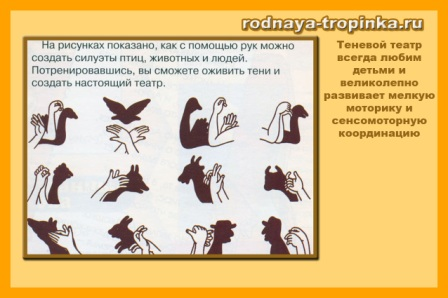 rodnaya-tropinka.ru
На рисунках показано, как с помощью рук можно
создать силуэты птиц, животных и людей.
Потренировавшись, вы сможете оживить тени и
создать настоящий театр.
Теневой театр
всегда любим
детьми и
великолепно
развивает мелкую
моторику и
сенсомоторную
координацию